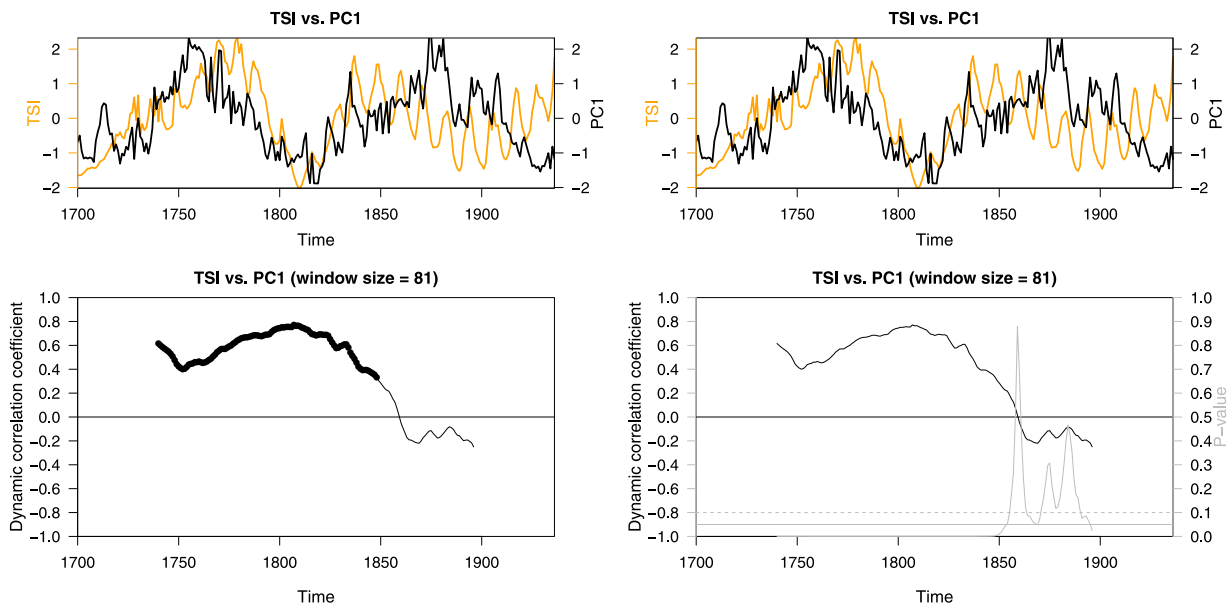 TSI vs. PC1
2
1
0
−1
−2
TSI
2
1
0
−1
−2
PC1
1700 1750 1800 1850 1900
Time
TSI vs. PC1
2
1
0
−1
−2
TSI
2
1
0
−1
−2
PC1
1700 1750 1800 1850 1900
Time
TSI vs. PC1 (window size = 81)
1.0
0.8
0.6
0.4
0.2
0.0
−0.2
−0.4
−0.6
−0.8
−1.0
Dynamic correlation coefficient
1700 1750 1800 1850 1900
Time
TSI vs. PC1 (window size = 81)
1.0
0.8
0.6
0.4
0.2
0.0
−0.2
−0.4
−0.6
−0.8
−1.0
Dynamic correlation coefficient
1.0
0.9
0.8
0.7
0.6
0.5
0.4
0.3
0.2
0.1
0.0
P−value
1700 1750 1800 1850 1900
Time